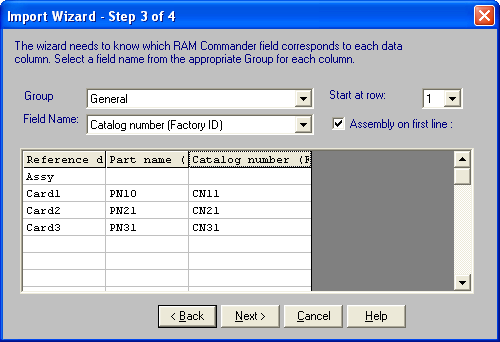 Import Wizard - Step 3 of 4
The wizard needs to know which RAM Commander field corresponds to each data
column. Select a field name from the appropriate Group for each column.
Group General Start at row: 1
Field Name: Catalog number (Factory ID) Assembly on first line :
Reference d Part name ( Catalog number (F
Assy
Card1 PN10 CN11
Card2 PN21 CN21
Card3 PN31 CN31
< Back Next > Cancel Help